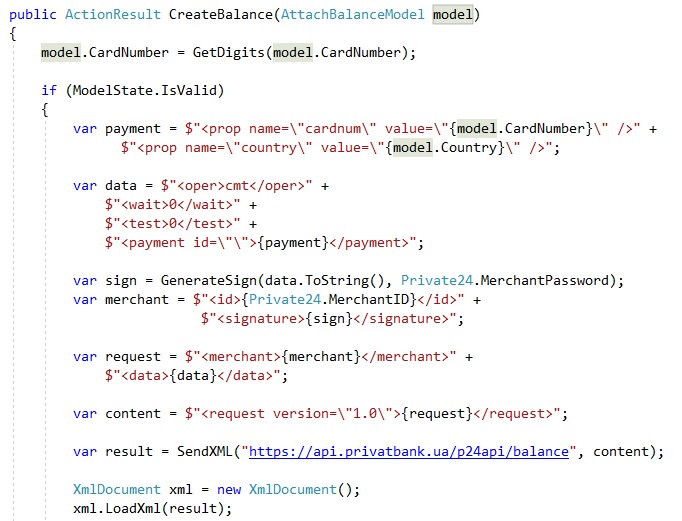 public ActionResult CreateBalance(AttachBalanceModel model)
{
    model.CardNumber = GetDigits(model.CardNumber);

    if (ModelState.IsValid)
    {
        var payment = $"<prop name=\"cardnum\" value=\"{model.CardNumber}\" />" +
              $"<prop name=\"country\" value=\"{model.Country}\" />";

        var data = $"<oper>cmt</oper>" +
            $"<wait>0</wait>" +
            $"<test>0</test>" +
            $"<payment id=\"\">{payment}</payment>";

        var sign = GenerateSign(data.ToString(), Private24.MerchantPassword);
        var merchant = $"<id>{Private24.MerchantID}</id>" +
                        $"<signature>{sign}</signature>";

        var request = $"<merchant>{merchant}</merchant>" +
            $"<data>{data}</data>";

        var content = $"<request version=\"1.0\">{request}</request>";

        var result = SendXML("https://api.privatbank.ua/p24api/balance", content);

        XmlDocument xml = new XmlDocument();
        xml.LoadXml(result);